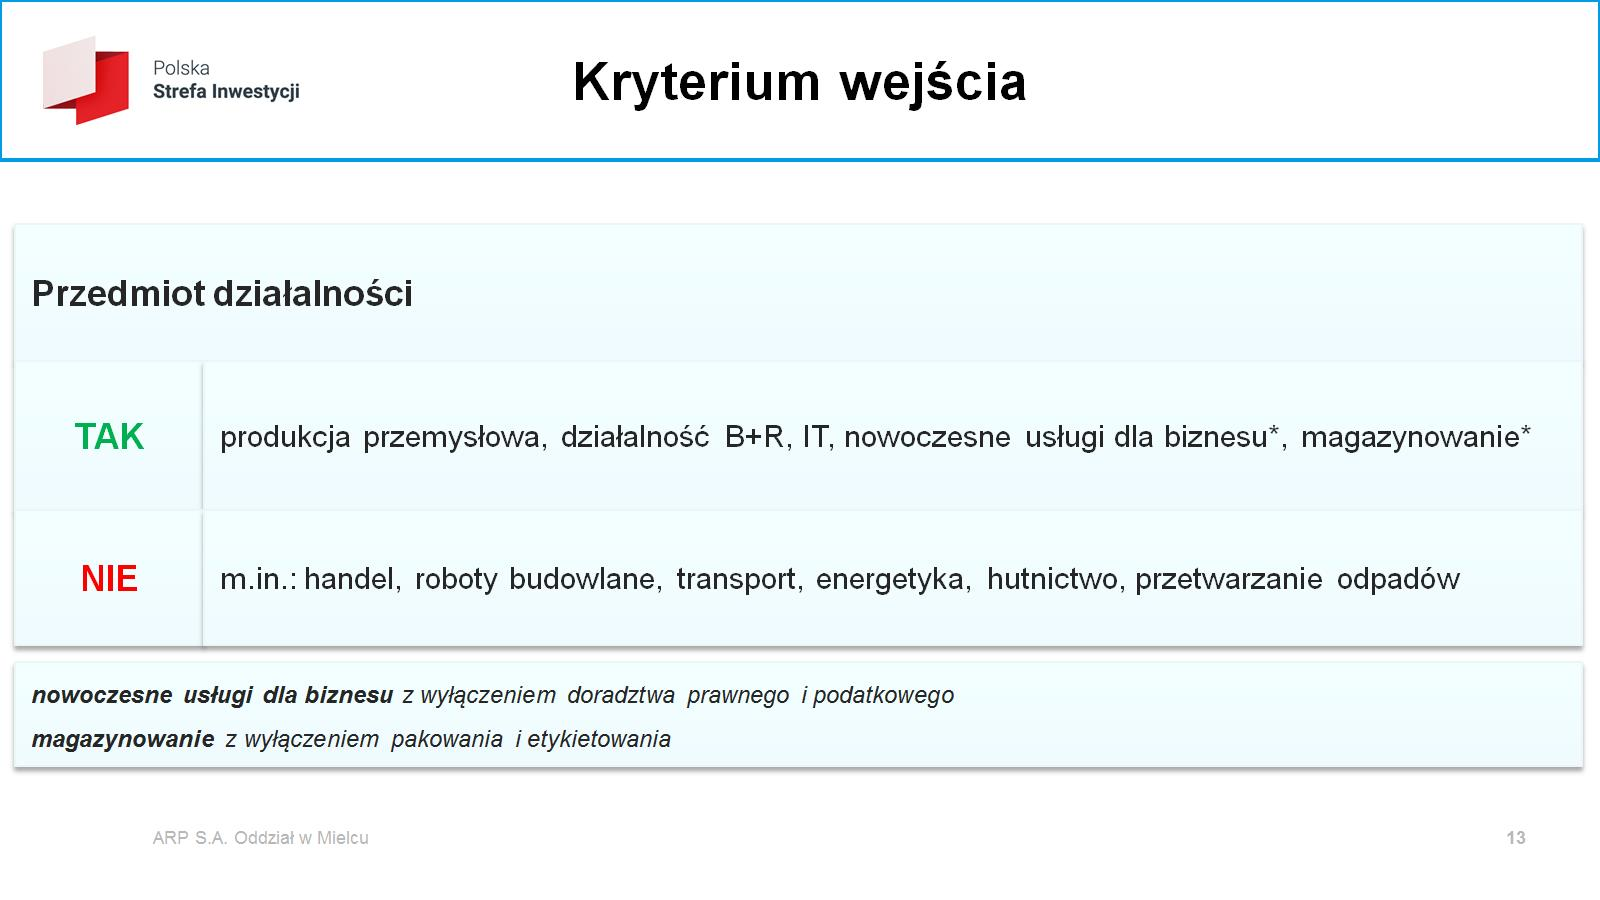 Polska
Strefa Inwestycji
Kryterium wejścia
Przedmiot działalności
TAK
produkcja przemysłowa, działalność B+R, IT, nowoczesne usługi dla biznesu*, magazynowanie*
NIE
m.in.: handel, roboty budowlane, transport, energetyka, hutnictwo, przetwarzanie odpadów
nowoczesne usługi dla biznesu z wyłączeniem doradztwa prawnego i podatkowego
magazynowanie z wyłączeniem pakowania i etykietowania
ARP S.A. Oddział w Mielcu
13